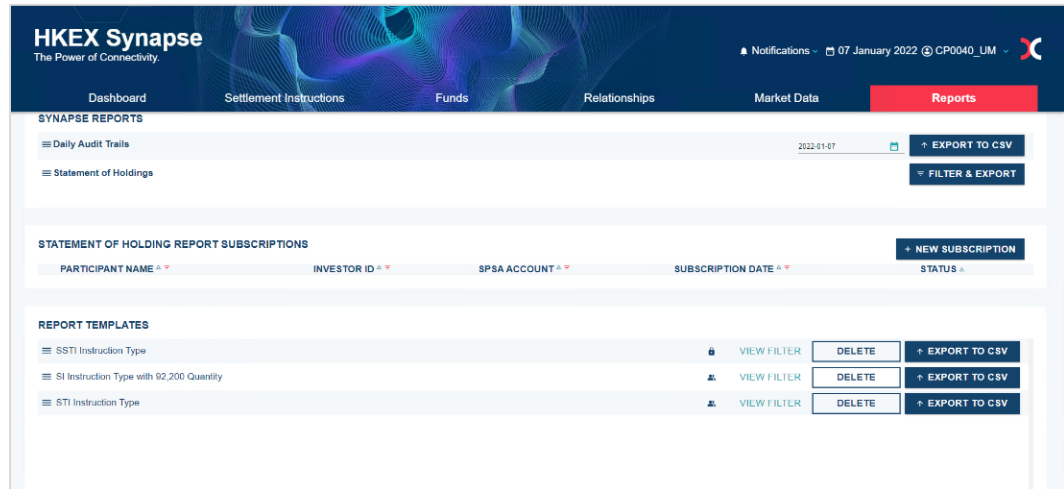 HKEX Synapse
The Power of Connectivity.
Notifications 07 January 2022 CP0040_UM
Dashboard Settlement Instructions Funds Relationships Market Data Reports
SYNAPSE REPORTS
Daily Audit Trails 2022-01-07 EXPORT TO CSV
Statement of Holdings FILTER & EXPORT
STATEMENT OF HOLDING REPORT SUBSCRIPTIONS + NEW SUBSCRIPTION
PARTICIPANT NAME INVESTOR ID SPSA ACCOUNT SUBSCRIPTION DATE STATUS
REPORT TEMPLATES
SSTI Instruction Type VIEW FILTER DELETE EXPORT TO CSV
SI Instruction Type with 92,200 Quantity VIEW FILTER DELETE EXPORT TO CSV
STI Instruction Type VIEW FILTER DELETE EXPORT TO CSV